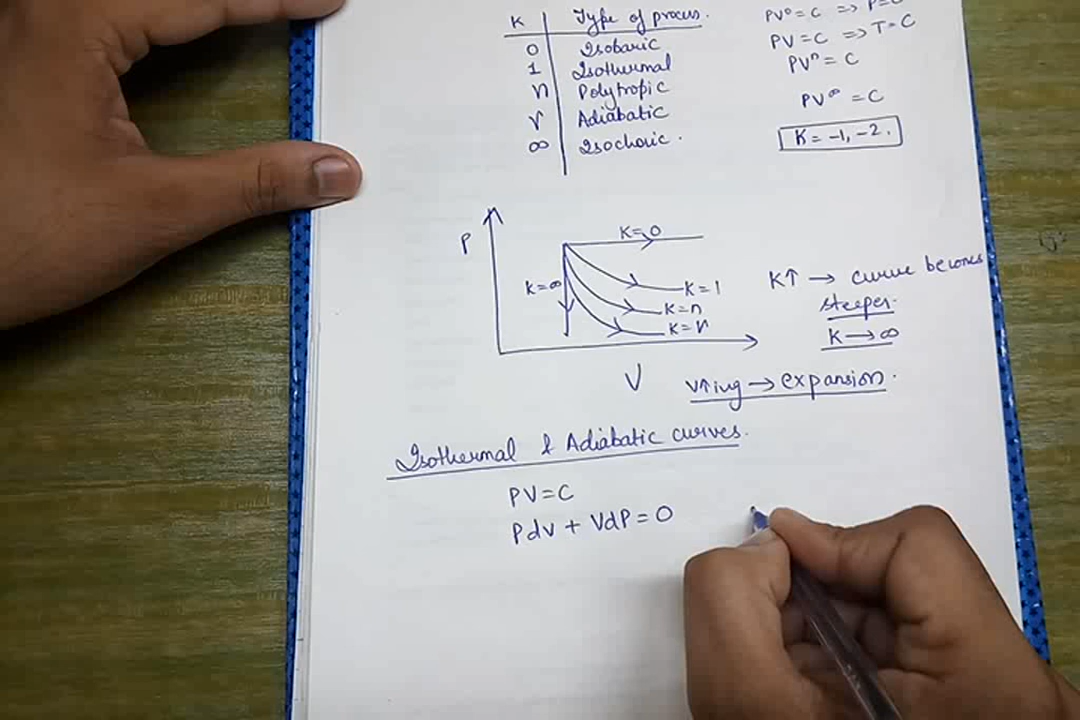 K Type of process.
0 Isobaric
1 Isothermal
n Polytropic
γ Adiabatic
∞ Isochoric.
PV⁰ = C ⇒ P = C
PV = C ⇒ T = C
PVⁿ = C
PV^∞ = C
K = -1, -2.
P
K = 0
K = ∞
K = 1
K = n
K = γ
V
K↑ → curve becomes
steeper.
K → ∞
V↑ing → expansion.
Isothermal & Adiabatic curves.
PV = C
Pdv + VdP = 0